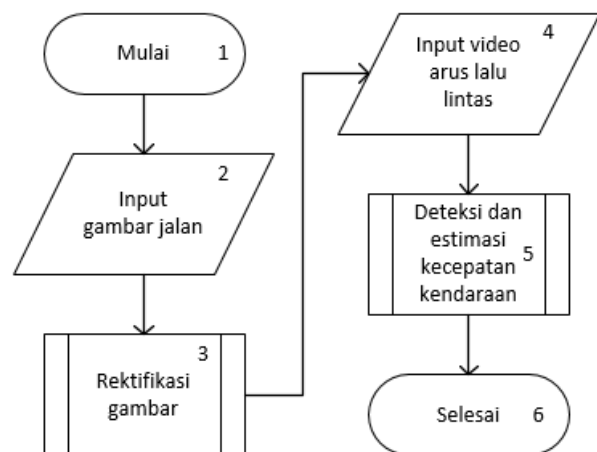 Mulai 1
2
Input
gambar jalan
3
Rektifikasi
gambar
4
Input video
arus lalu
lintas
Deteksi dan
estimasi
kecepatan 5
kendaraan
Selesai 6